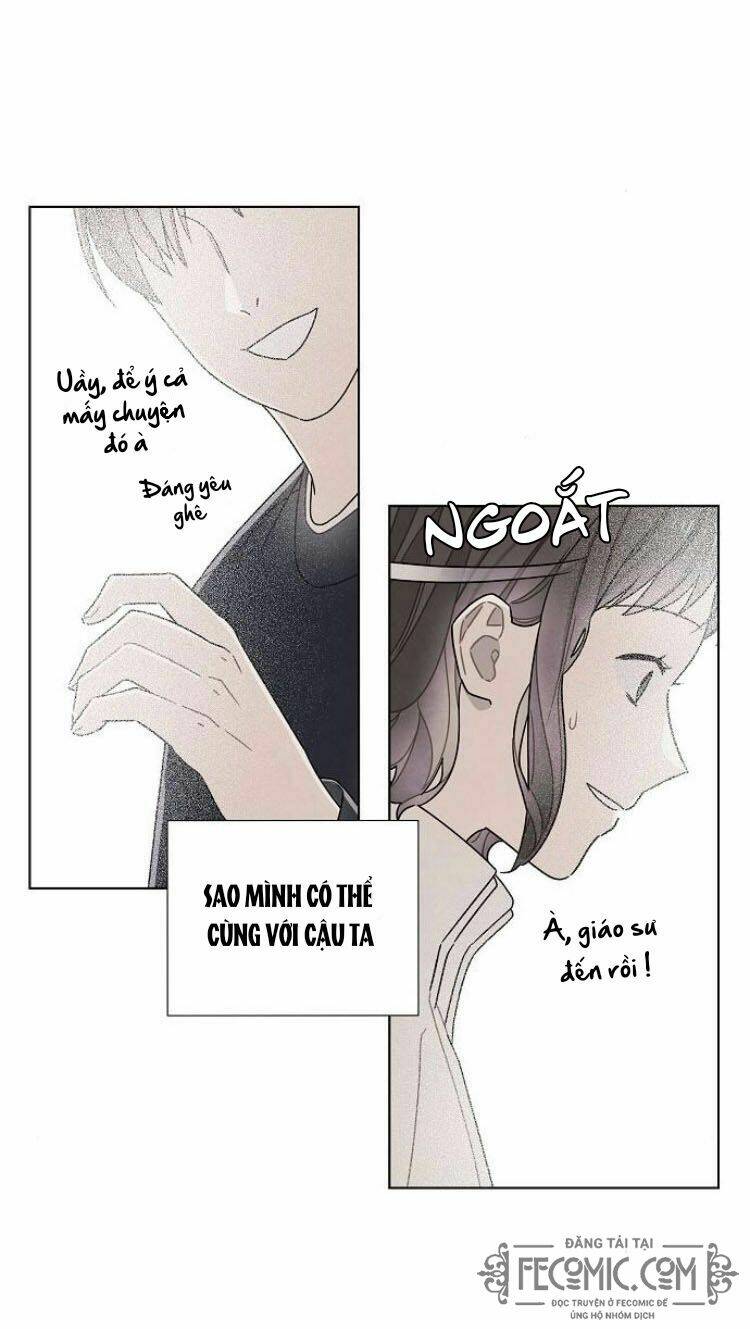 Uầy, để ý cả
mấy chuyện
đó à
Đáng yêu
ghê
NGOẮT
SAO MÌNH CÓ THỂ
CÙNG VỚI CẬU TA
À, giáo sư
đến rồi!
ĐĂNG TẢI TẠI
FECOMIC.COM
ĐỌC TRUYỆN Ở FECOMIC ĐỂ
ỦNG HỘ NHÓM DỊCH